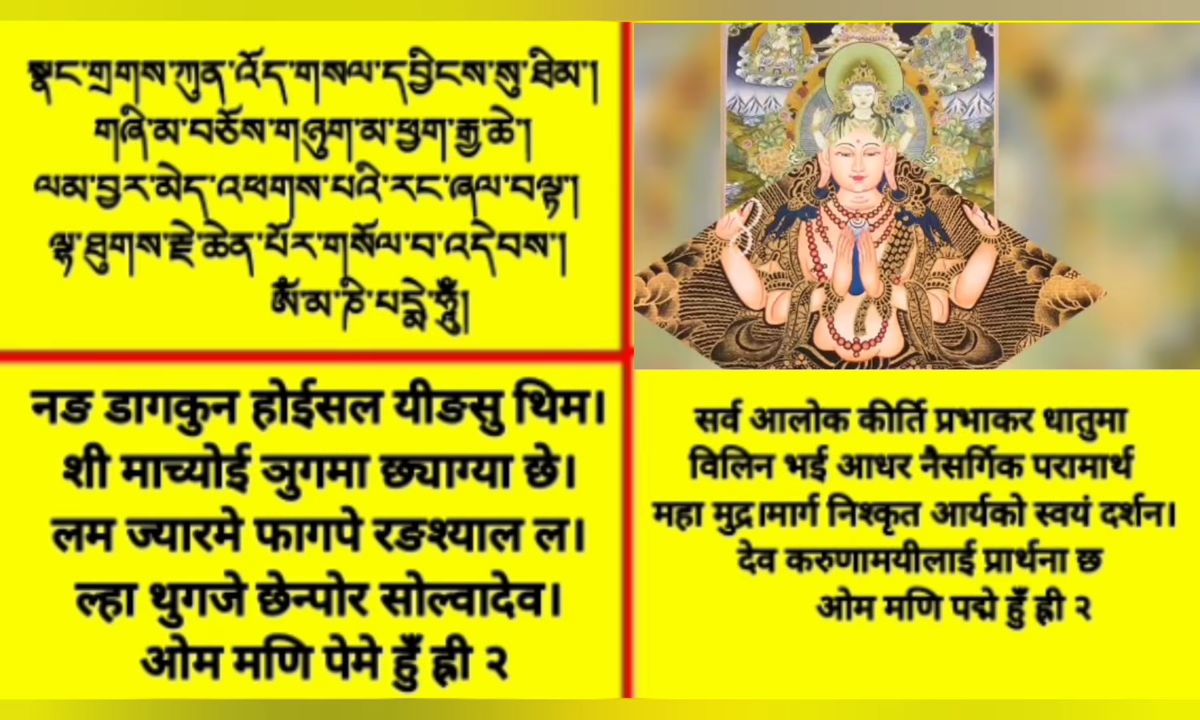 སྣང་གྲགས་ཀུན་འོད་གསལ་དབྱིངས་སུ་ཐིམ།
གཞི་མ་བཅོས་གཉུག་མ་ཕྱག་རྒྱ་ཆེ།
ལམ་བྱར་མེད་འཕགས་པའི་རང་ཞལ་བལྟ།
ལྷ་ཐུགས་རྗེ་ཆེན་པོར་གསོལ་བ་འདེབས།
ༀ་མ་ཎི་པདྨེ་ཧཱུྃ།
नङ डागकुन होईसल यीङसु थिम।
शी माच्योई ञुगमा छ्याग्या छे।
लम ज्यारमे फागपे रङश्याल ल।
ल्हा थुगजे छेन्पोर सोल्वादेव।
ओम मणि पेमे हुँ ह्री २
सर्व आलोक कीर्ति प्रभाकर धातुमा
विलिन भई आधर नैसर्गिक परामार्थ
महा मुद्र।मार्ग निश्कृत आर्यको स्वयं दर्शन।
देव करुणामयीलाई प्रार्थना छ
ओम मणि पद्मे हुँ ह्री २